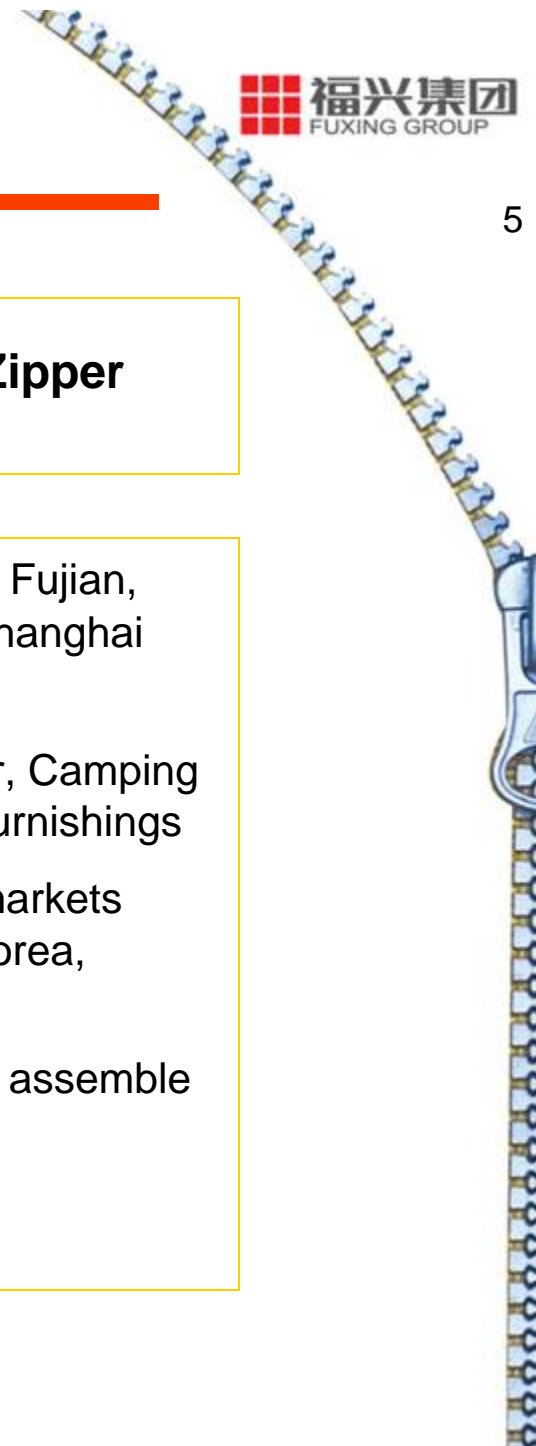 福兴集团
FUXING GROUP
5
Zipper
Fujian,
hanghai
r, Camping
urnishings
arkets
orea,
assemble